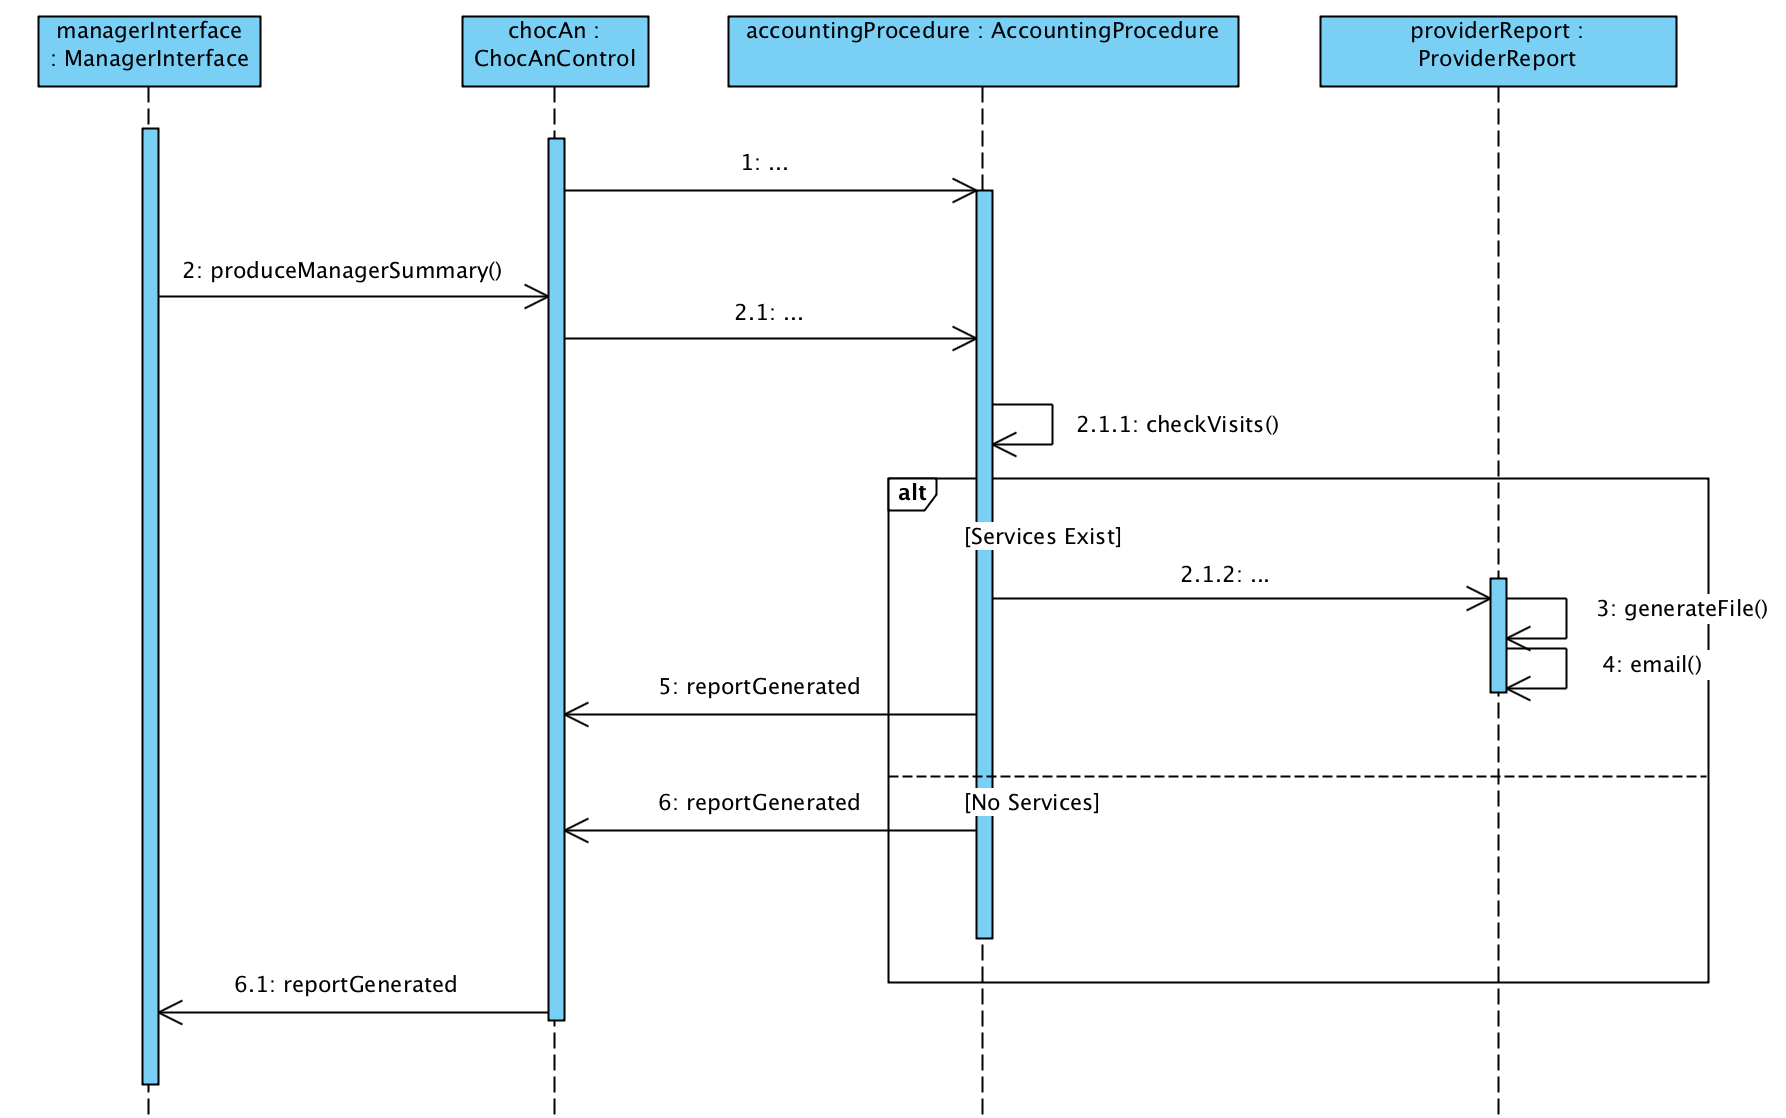 managerInterface
: ManagerInterface
chocAn :
ChocAnControl
accountingProcedure : AccountingProcedure
providerReport :
ProviderReport
1: ...
2: produceManagerSummary()
2.1: ...
2.1.1: checkVisits()
alt
[Services Exist]
2.1.2: ...
3: generateFile()
4: email()
5: reportGenerated
6: reportGenerated
[No Services]
6.1: reportGenerated